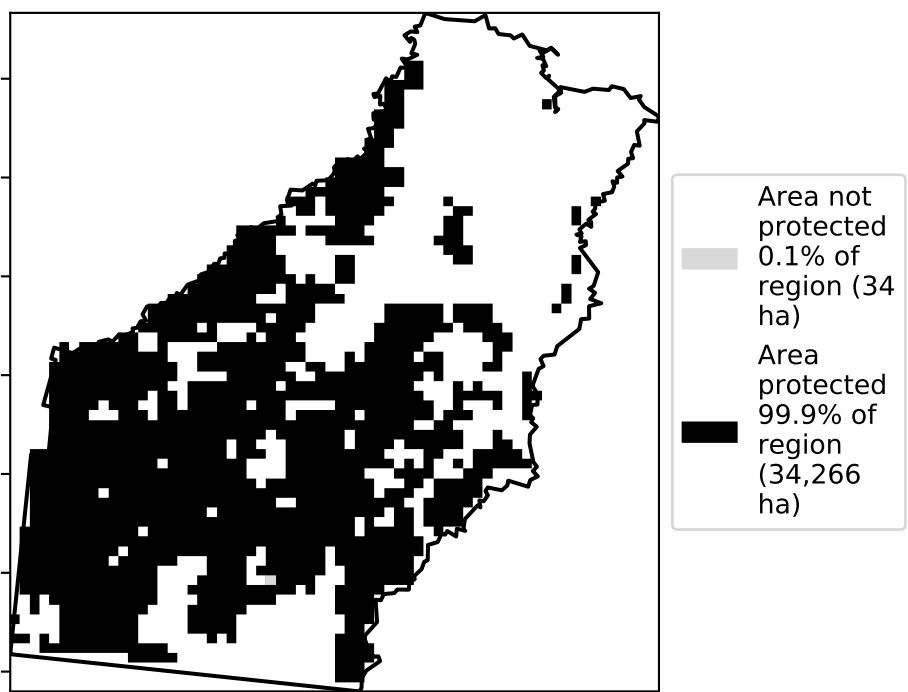 Area not
protected
0.1% of
region (34
ha)
Area
protected
99.9% of
region
(34,266
ha)